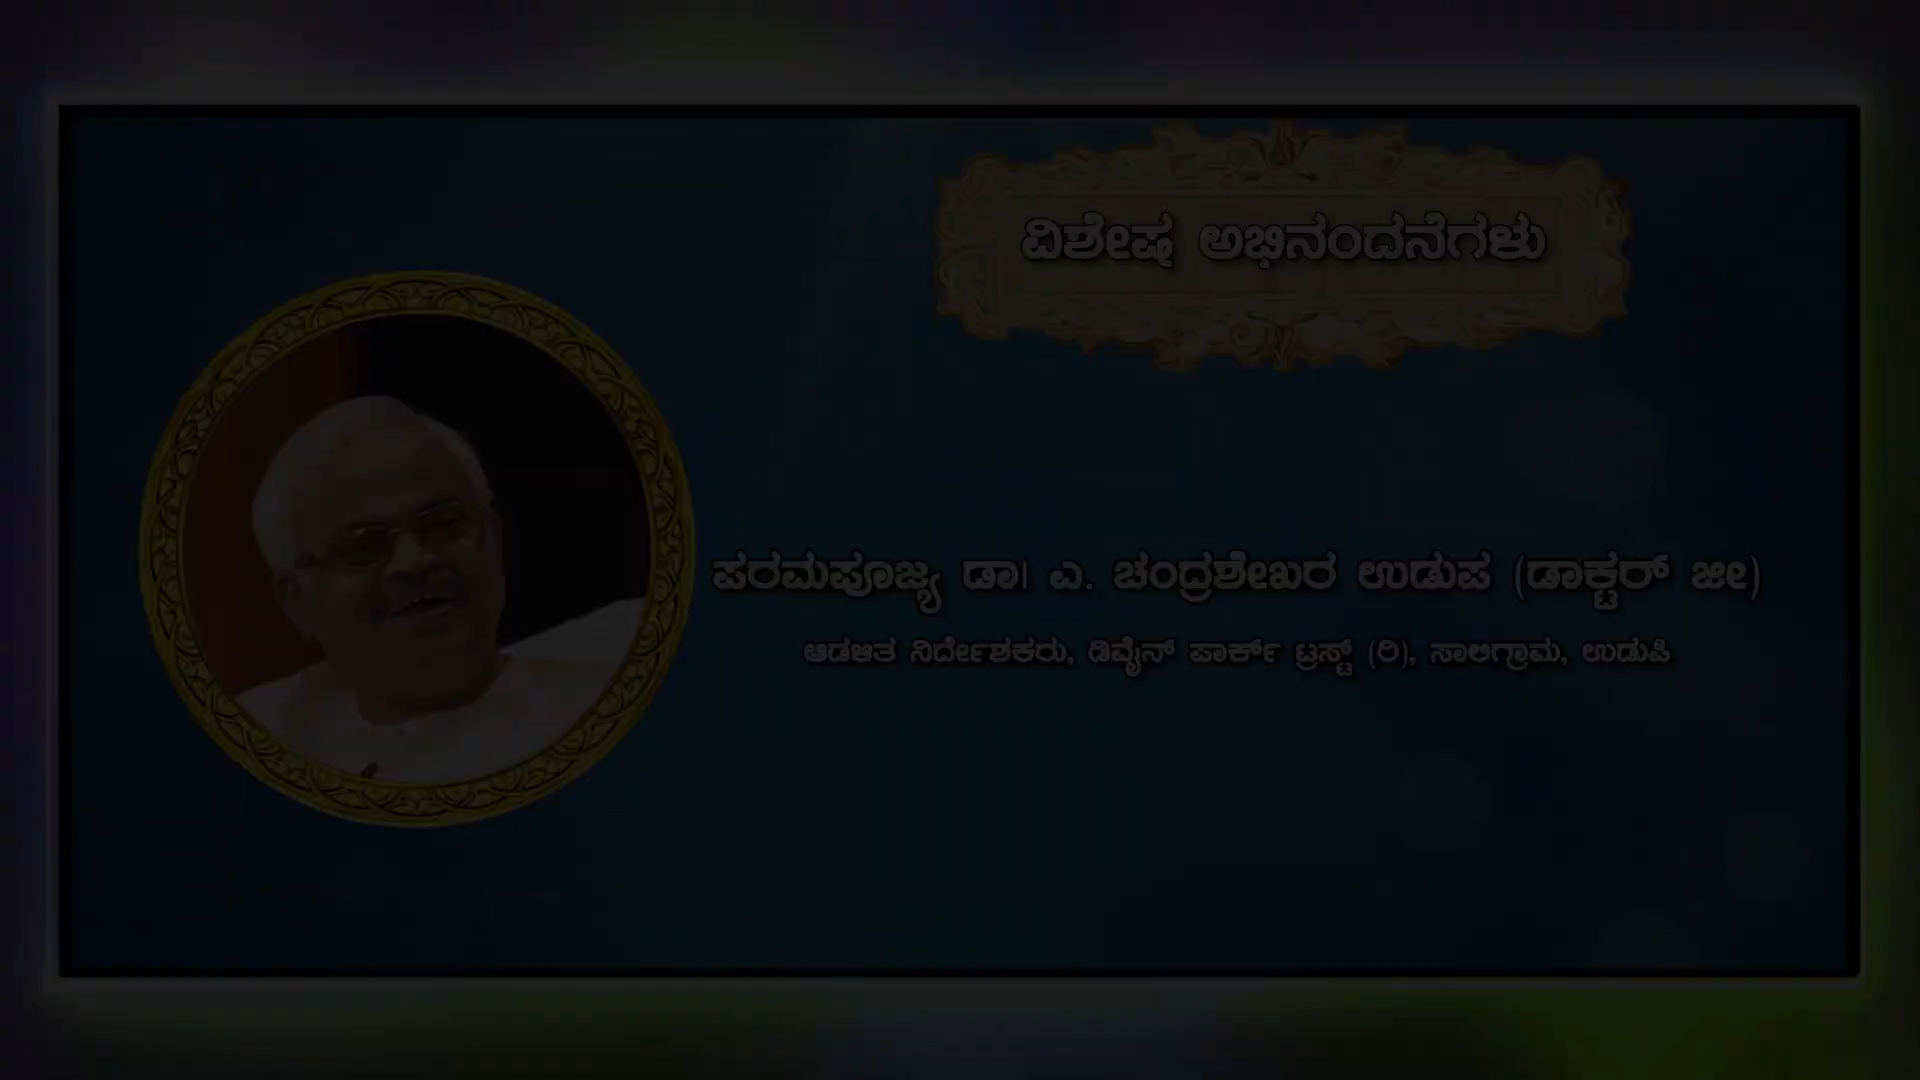 ವಿಶೇಷ ಅಭಿನಂದನೆಗಳು
ಪರಮಪೂಜ್ಯ ಡಾ| ಎ. ಚಂದ್ರಶೇಖರ ಉಡುಪ (ಡಾಕ್ಟರ್ ಜೀ)
ಆಡಳಿತ ನಿರ್ದೇಶಕರು, ಡಿವೈನ್ ಪಾರ್ಕ್ ಟ್ರಸ್ಟ್ (ರಿ), ಸಾಲಿಗ್ರಾಮ, ಉಡುಪಿ